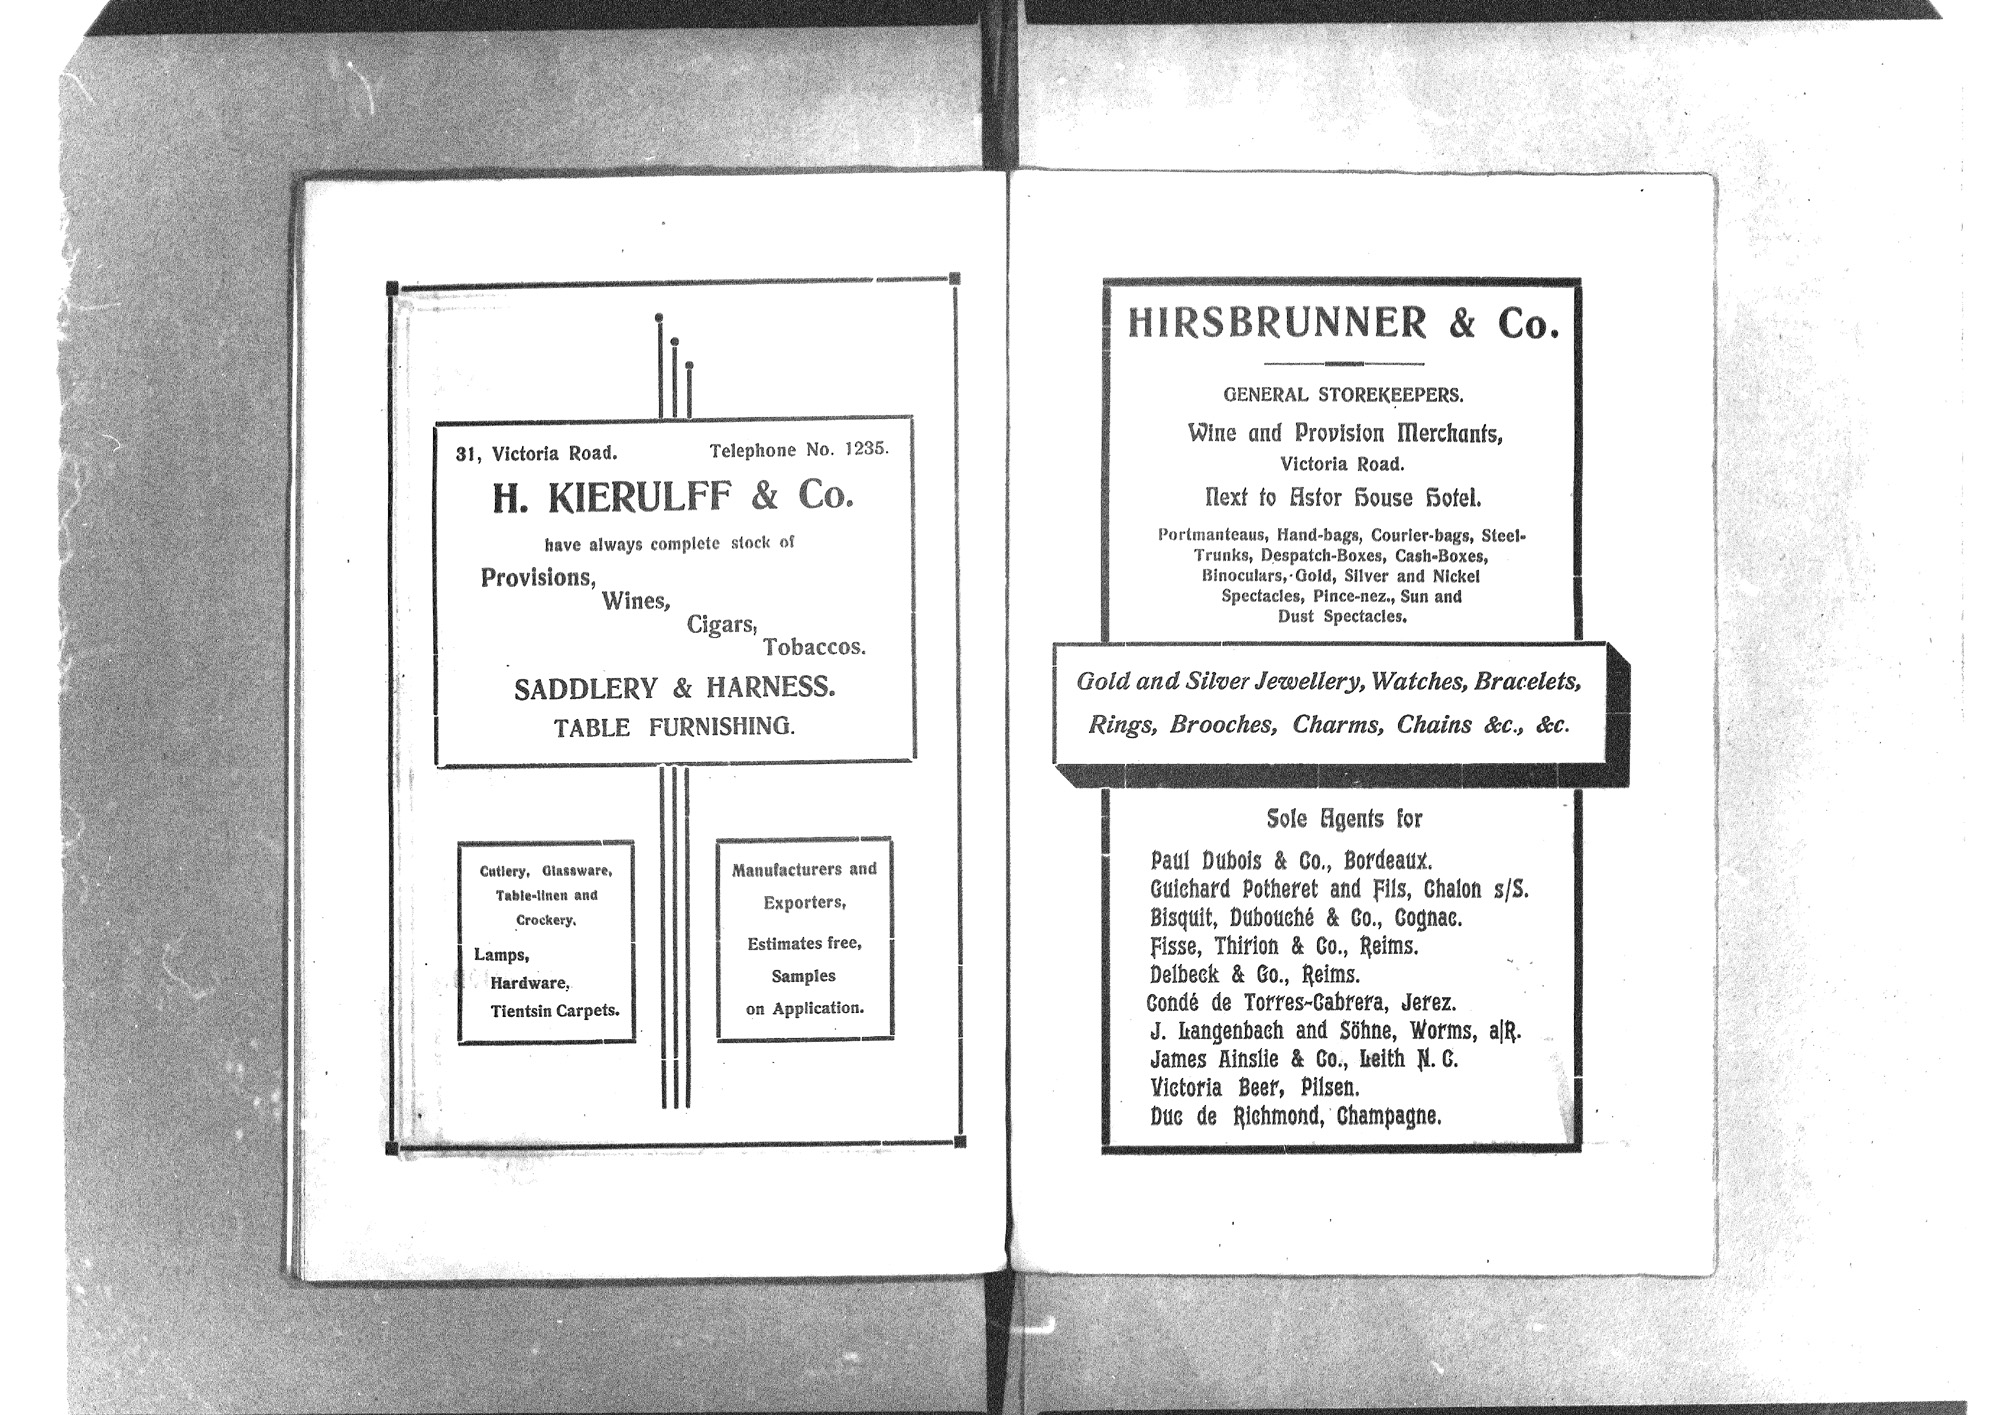 31, Victoria Road. Telephone No. 1235.
H. KIERULFF & Co.
have always complete stock of
Provisions,
Wines,
Cigars,
Tobaccos.
SADDLERY & HARNESS.
TABLE FURNISHING.
Cutlery, Glassware,
Table-linen and
Crockery,
Lamps,
Hardware,
Tientsin Carpets.
Manufacturers and
Exporters,
Estimates free,
Samples
on Application.
HIRSBRUNNER & Co.
GENERAL STOREKEEPERS.
Wine and Provision Merchants,
Victoria Road.
Next to Astor House Hotel.
Portmanteaus, Hand-bags, Courier-bags, Steel-
Trunks, Despatch-Boxes, Cash-Boxes,
Binoculars, Gold, Silver and Nickel
Spectacles, Pince-nez., Sun and
Dust Spectacles.
Gold and Silver Jewellery, Watches, Bracelets,
Rings, Brooches, Charms, Chains &c., &c.
Sole Agents for
Paul Dubois & Co., Bordeaux.
Guichard Potheret and Fils, Chalon s/S.
Bisquit, Dubouché & Co., Cognac.
Fisse, Thirion & Co., Reims.
Delbeck & Co., Reims.
Condé de Torres-Cabrera, Jerez.
J. Langenbach and Söhne, Worms, a|R.
James Ainslie & Co., Leith N. C.
Victoria Beer, Pilsen.
Duc de Richmond, Champagne.